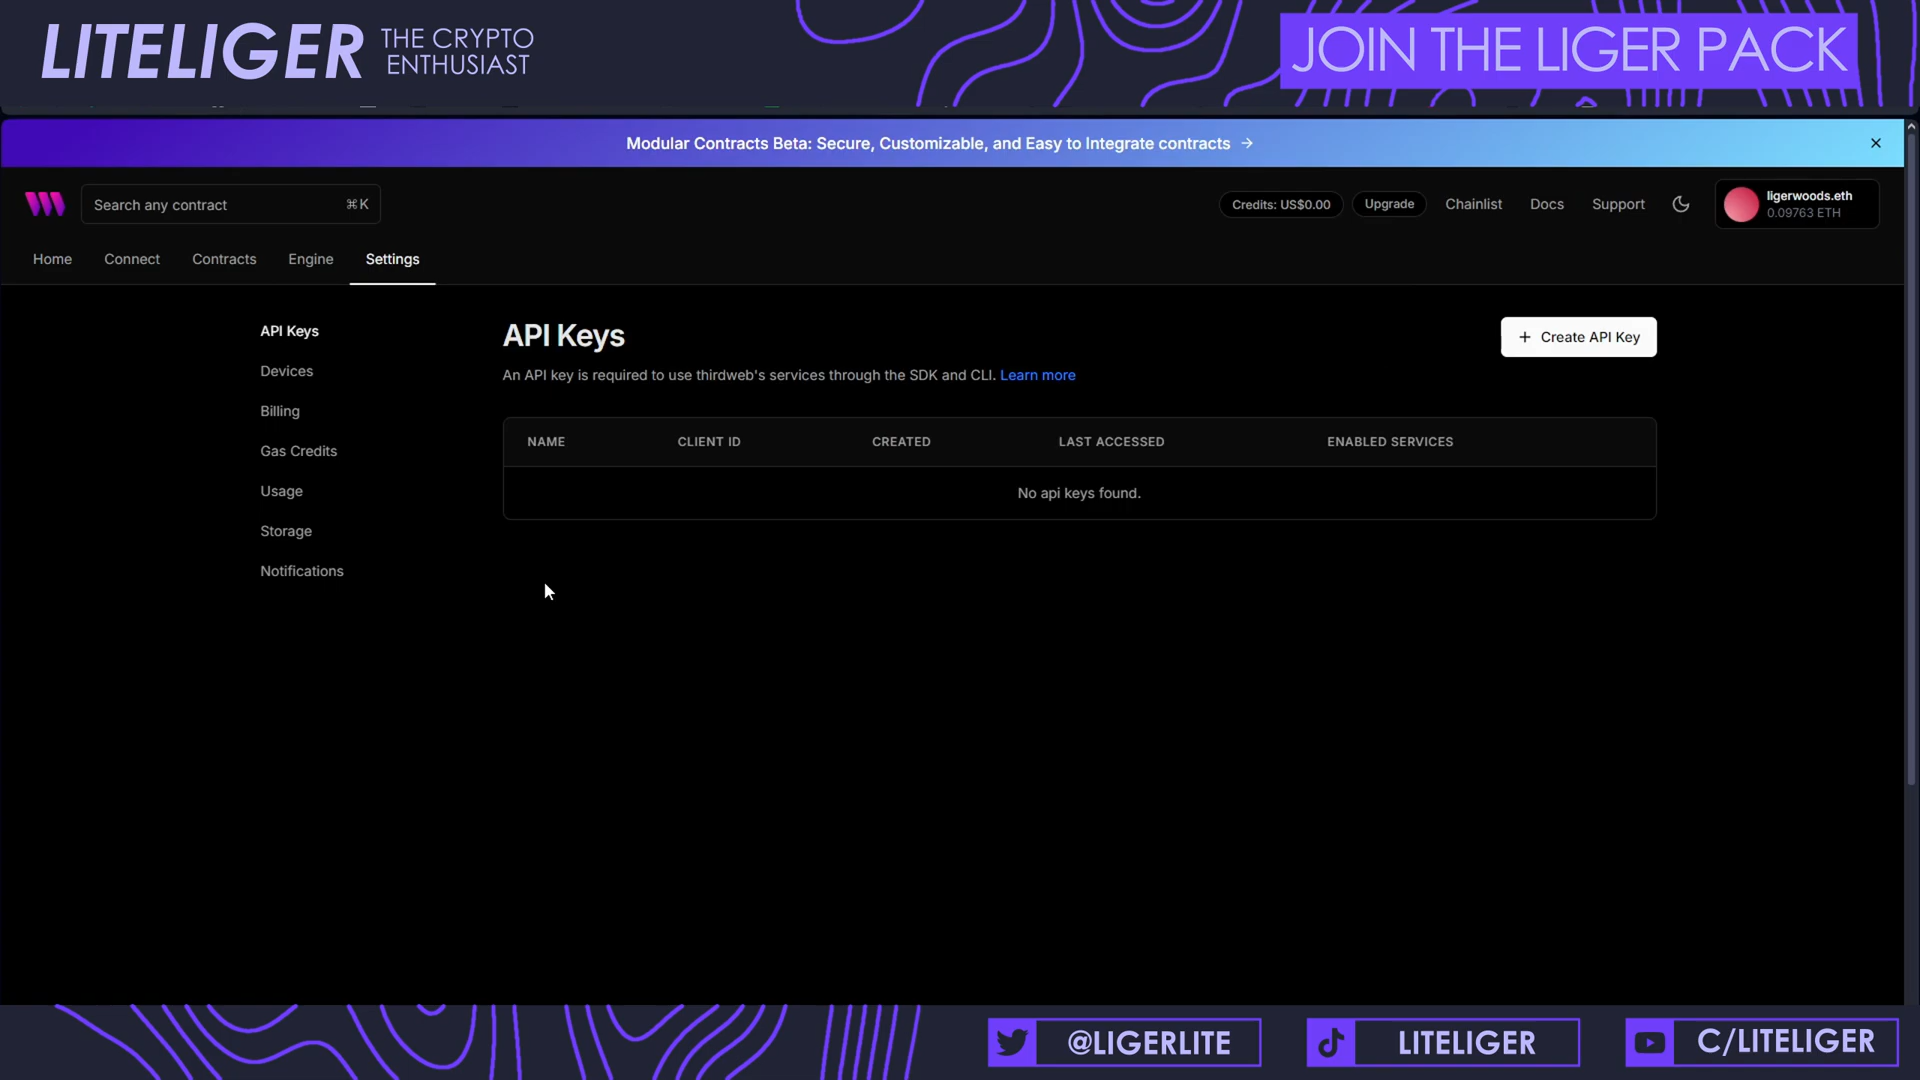 LITELIGER
THE CRYPTO
ENTHUSIAST
JOIN THE LIGER PACK
Modular Contracts Beta: Secure, Customizable, and Easy to Integrate contracts →
Search any contract
⌘K
Credits: US$0.00
Upgrade
Chainlist
Docs
Support
ligerwoods.eth
0.09763 ETH
Home
Connect
Contracts
Engine
Settings
API Keys
Devices
Billing
Gas Credits
Usage
Storage
Notifications
API Keys
+ Create API Key
An API key is required to use thirdweb's services through the SDK and CLI. Learn more
NAME
CLIENT ID
CREATED
LAST ACCESSED
ENABLED SERVICES
No api keys found.
@LIGERLITE
LITELIGER
C/LITELIGER